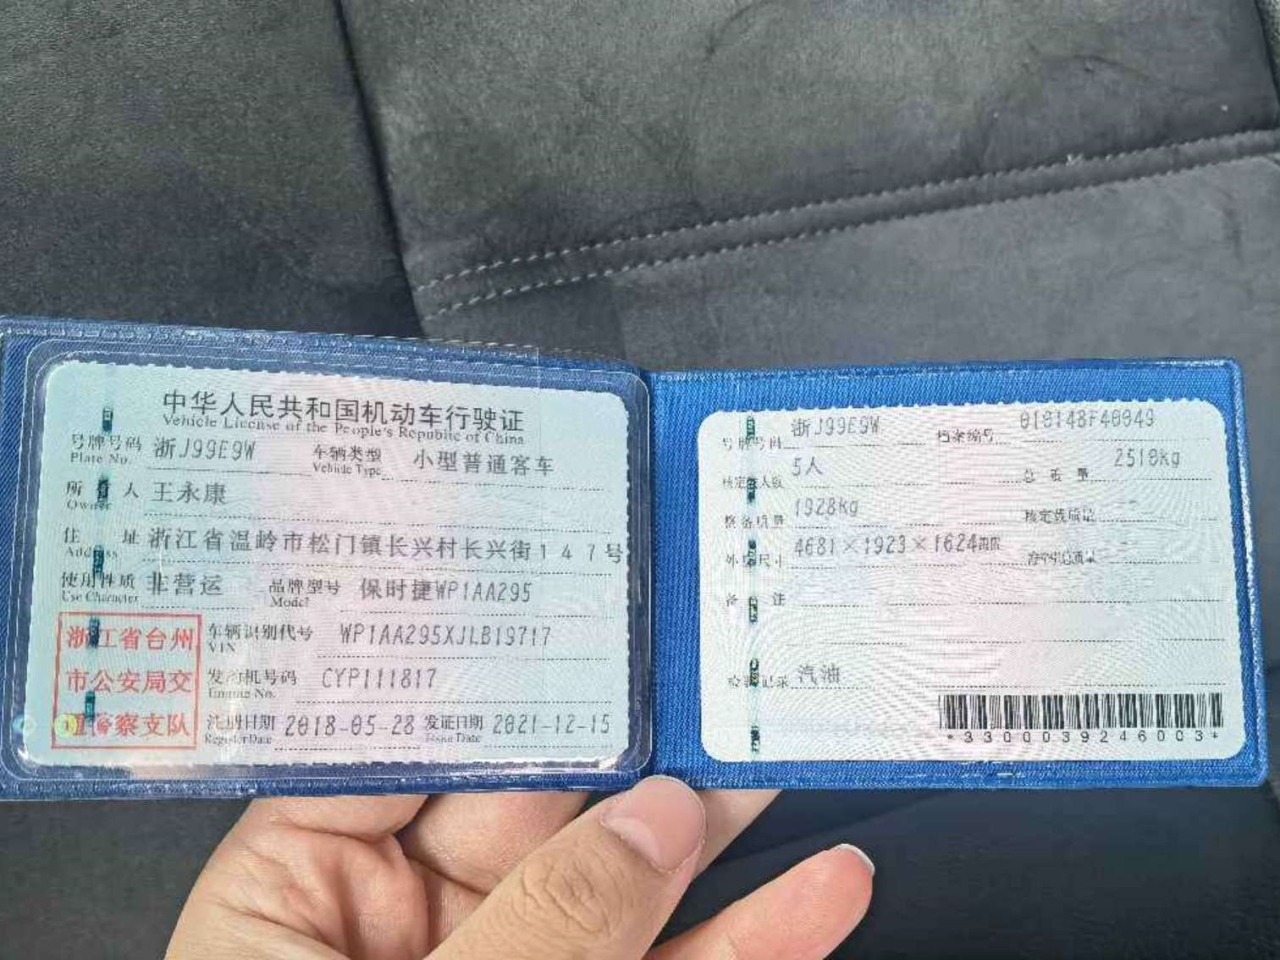 中华人民共和国机动车行驶证
Vehicle License of the People's Republic of China
号牌号码 浙J99E9W 车辆类型 小型普通客车
Plate No. Vehicle Type
所有人 王永康
Owner
住址 浙江省温岭市松门镇长兴村长兴街147号
Address
使用性质 非营运 品牌型号 保时捷WP1AA295
Use Character Model
浙江省台州
市公安局交
通警察支队
车辆识别代号 WP1AA295XJLB19717
VIN
发动机号码 CYP111817
Engine No.
注册日期 2018-05-28 发证日期 2021-12-15
Register Date Issue Date
号牌号码 浙J99E9W 档案编号
核定载人数 5人 总质量 2518kg
整备质量 1928kg 核定载质量 --
外廓尺寸 4681×1923×1624mm 准牵引总质量 --
备注
检验记录 汽油
*3300039246003*